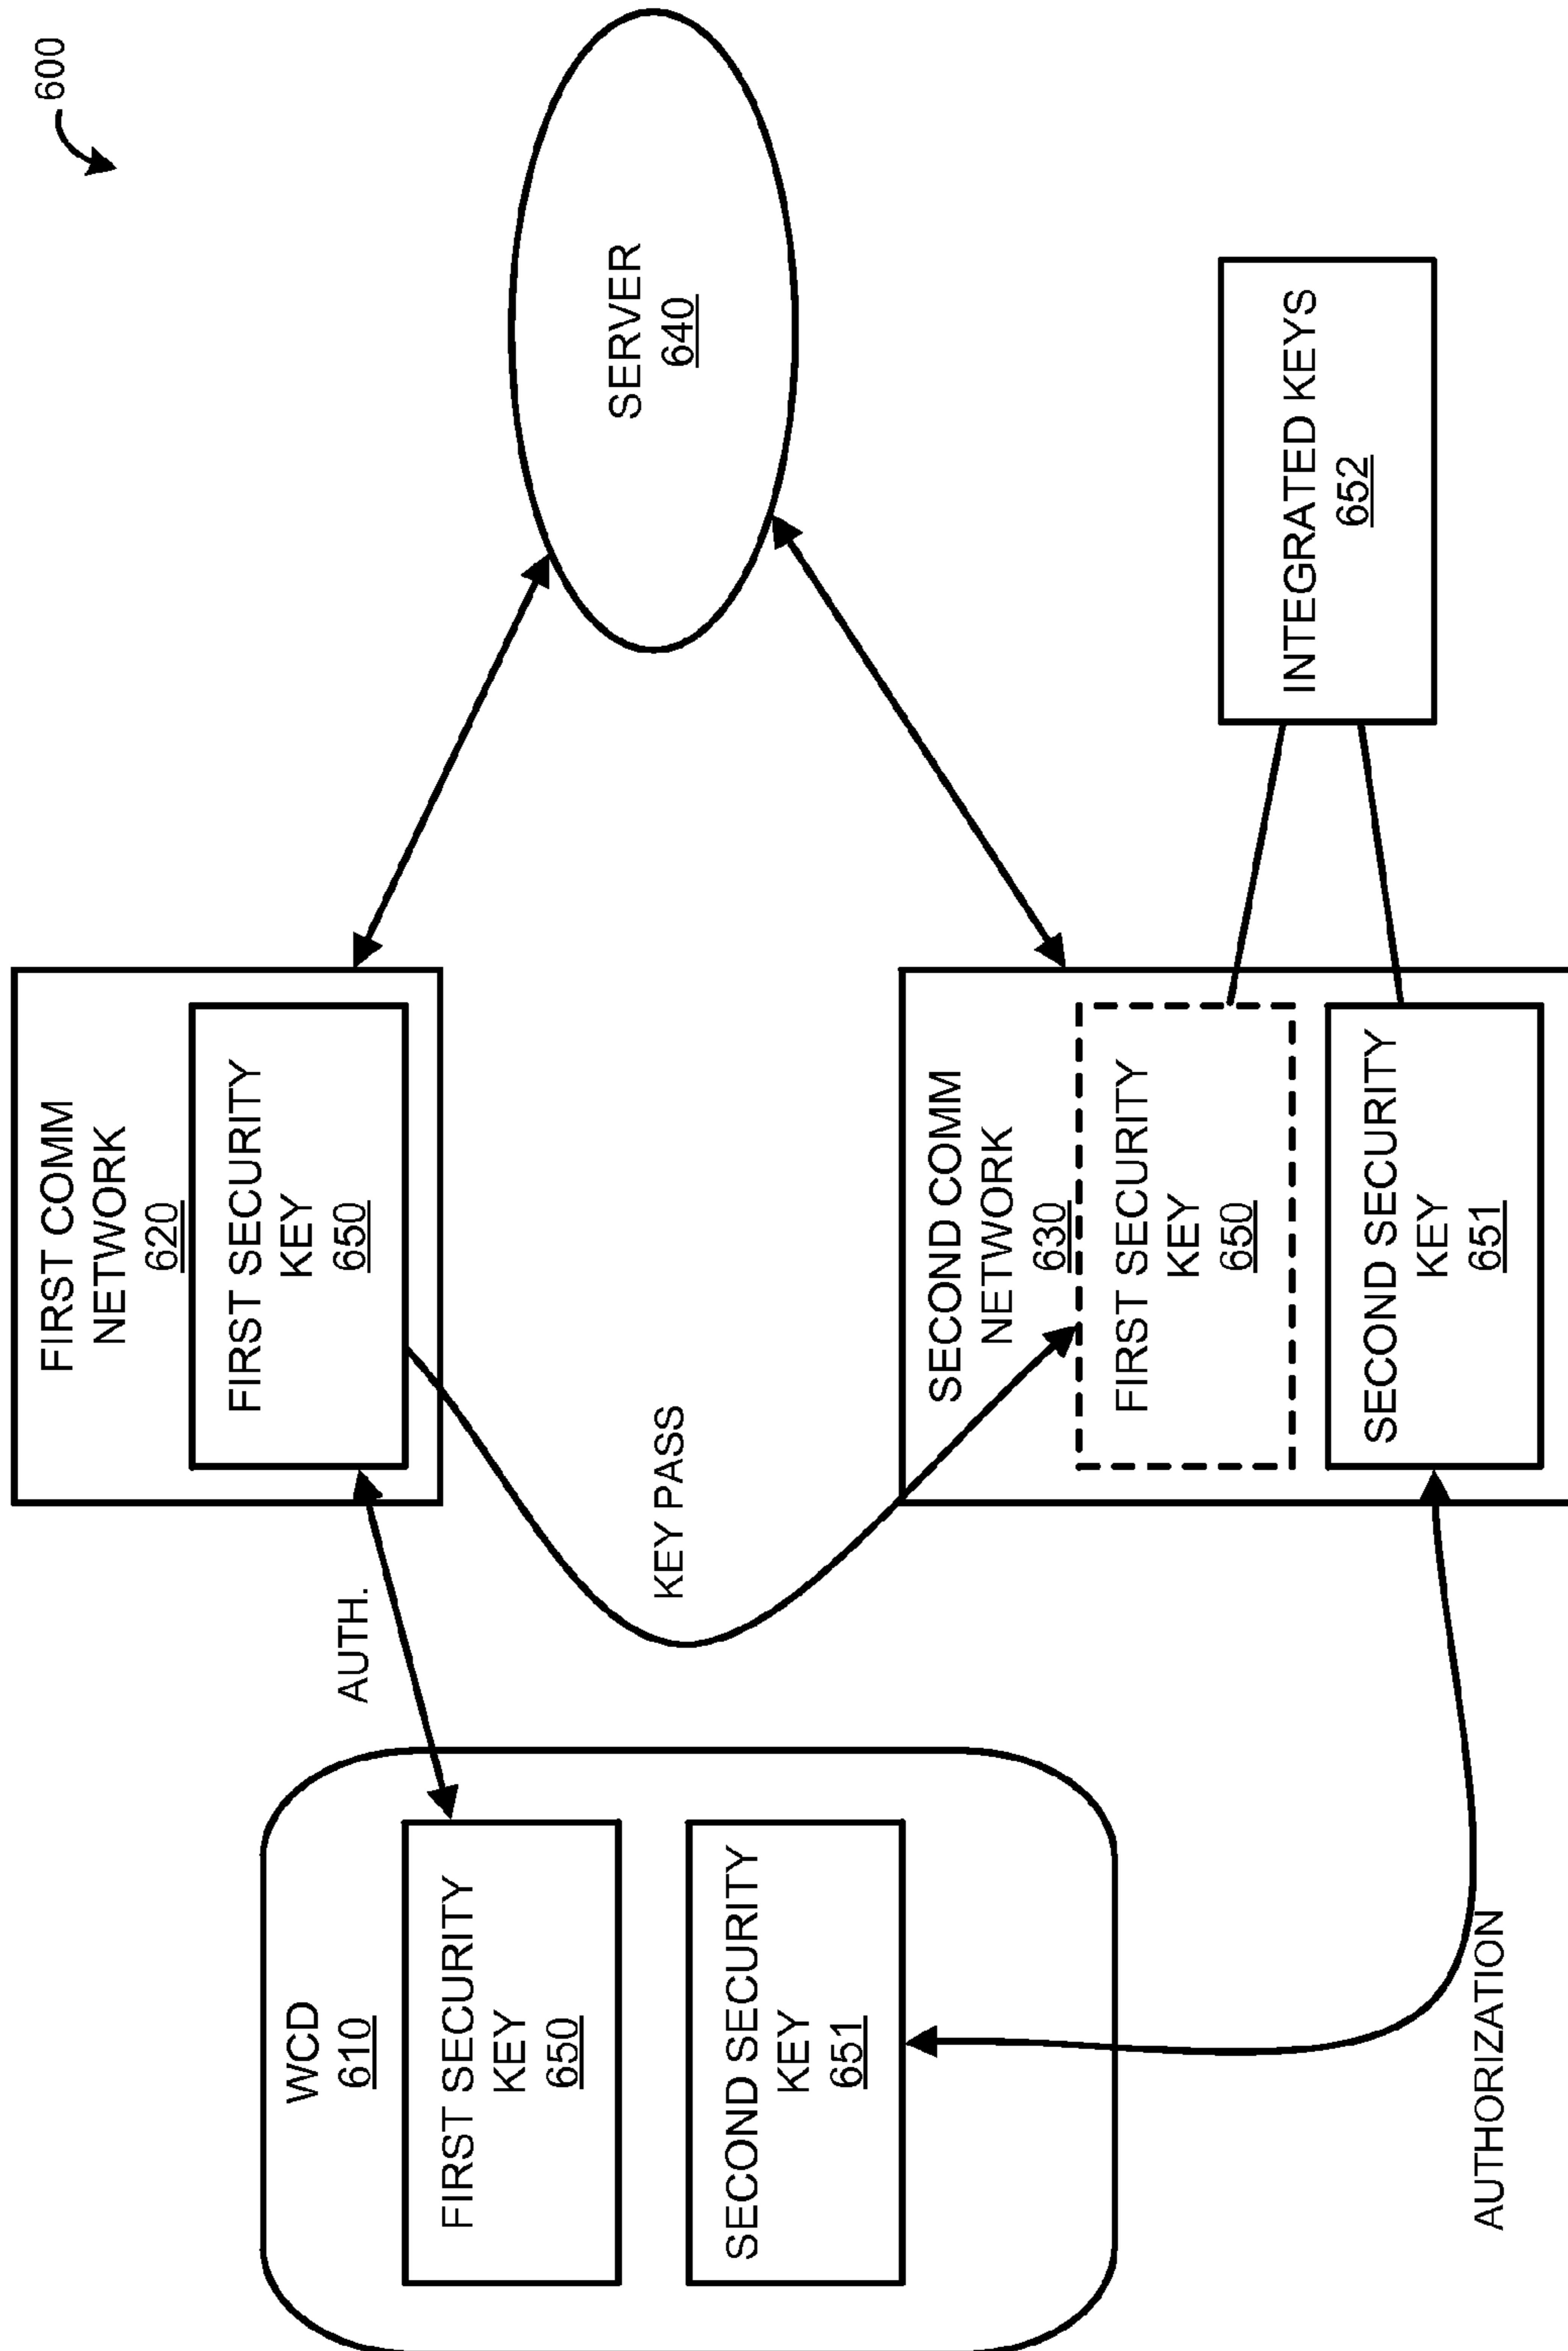 600
WCD
610
FIRST SECURITY
KEY
650
SECOND SECURITY
KEY
651
AUTH.
KEY PASS
AUTHORIZATION
FIRST COMM
NETWORK
620
FIRST SECURITY
KEY
650
SECOND COMM
NETWORK
630
FIRST SECURITY
KEY
650
SECOND SECURITY
KEY
651
SERVER
640
INTEGRATED KEYS
652